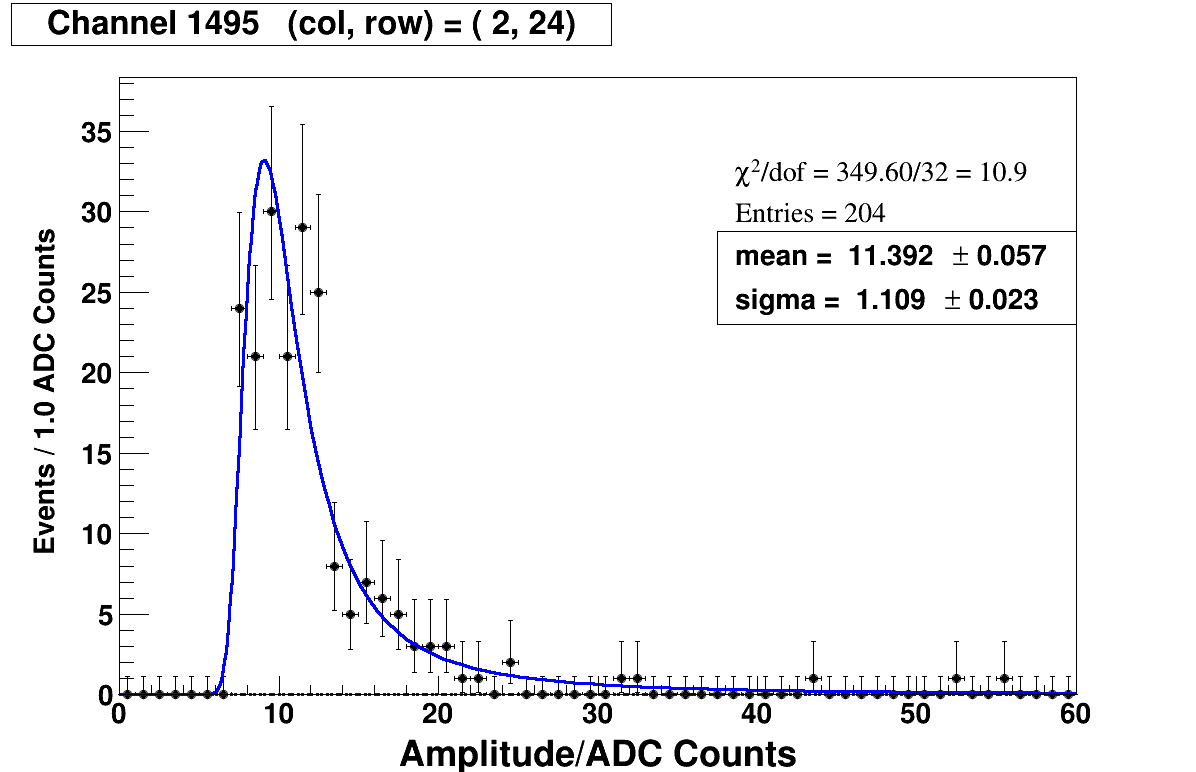 Channel 1495 (col, row) = ( 2, 24)
χ²/dof = 349.60/32 = 10.9
Entries = 204
mean = 11.392 ± 0.057
sigma = 1.109 ± 0.023
Events / 1.0 ADC Counts
35
30
25
20
15
10
5
0
0 10 20 30 40 50 60
Amplitude/ADC Counts